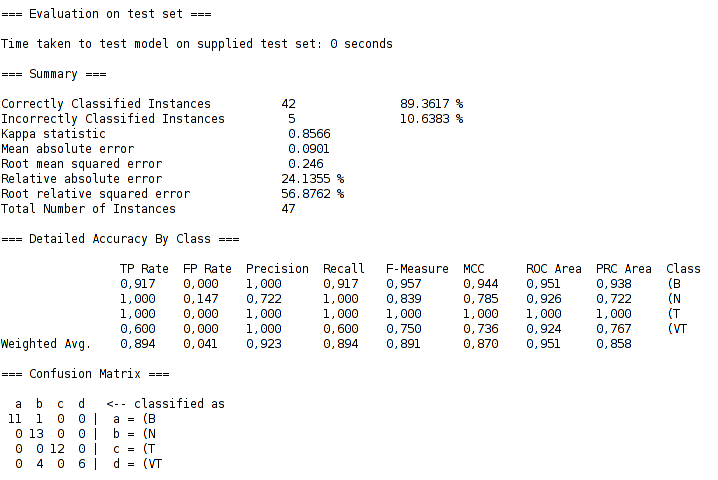 === Evaluation on test set ===
Time taken to test model on supplied test set: 0 seconds
=== Summary ===
Correctly Classified Instances 42 89.3617 %
Incorrectly Classified Instances 5 10.6383 %
Kappa statistic 0.8566
Mean absolute error 0.0901
Root mean squared error 0.246
Relative absolute error 24.1355 %
Root relative squared error 56.8762 %
Total Number of Instances 47
=== Detailed Accuracy By Class ===
TP Rate FP Rate Precision Recall F-Measure MCC ROC Area PRC Area Class
0,917 0,000 1,000 0,917 0,957 0,944 0,951 0,938 (B
1,000 0,147 0,722 1,000 0,839 0,785 0,926 0,722 (N
1,000 0,000 1,000 1,000 1,000 1,000 1,000 1,000 (T
0,600 0,000 1,000 0,600 0,750 0,736 0,924 0,767 (VT
Weighted Avg. 0,894 0,041 0,923 0,894 0,891 0,870 0,951 0,858
=== Confusion Matrix ===
a b c d <-- classified as
11 1 0 0 | a = (B
0 13 0 0 | b = (N
0 0 12 0 | c = (T
0 4 0 6 | d = (VT